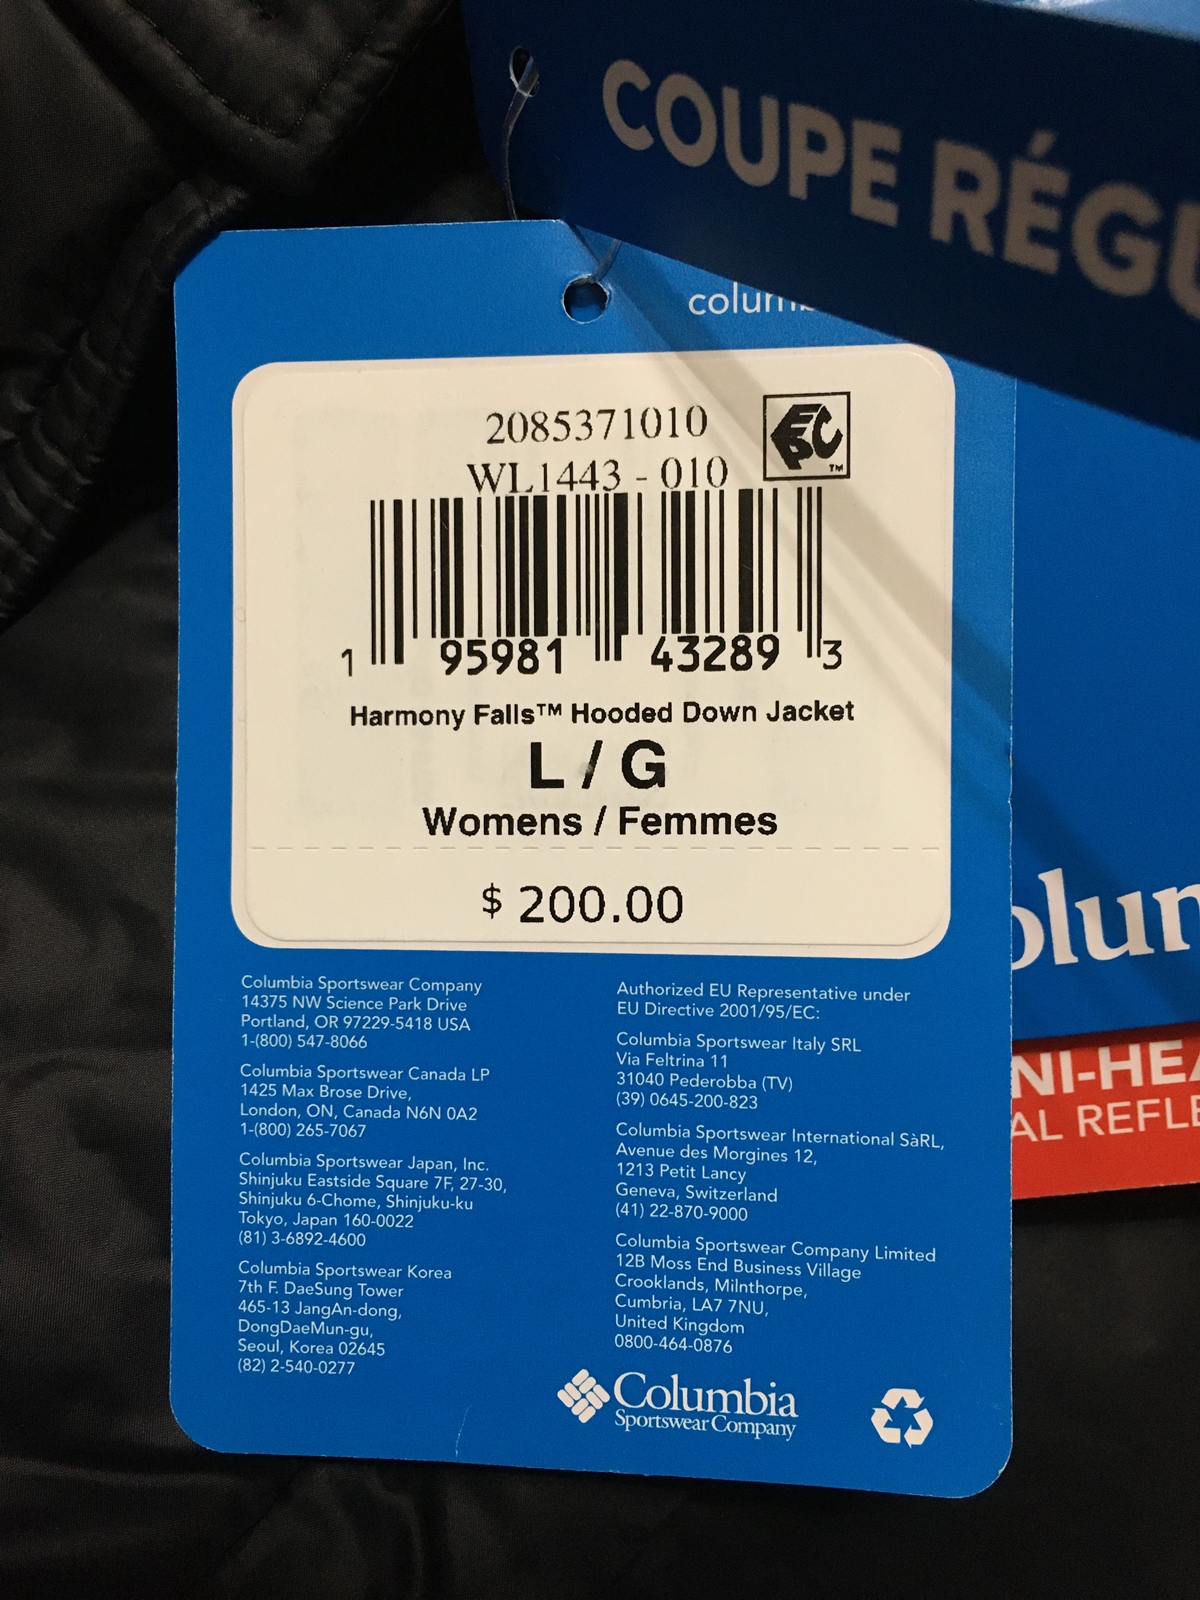 COUPE RÉGU
colum
2085371010
WL1443 - 010
EPC
TM
1 95981 43289 3
Harmony Falls™ Hooded Down Jacket
L / G
Womens / Femmes
$ 200.00
Columbia Sportswear Company
14375 NW Science Park Drive
Portland, OR 97229-5418 USA
1-(800) 547-8066
Columbia Sportswear Canada LP
1425 Max Brose Drive,
London, ON, Canada N6N 0A2
1-(800) 265-7067
Columbia Sportswear Japan, Inc.
Shinjuku Eastside Square 7F, 27-30,
Shinjuku 6-Chome, Shinjuku-ku
Tokyo, Japan 160-0022
(81) 3-6892-4600
Columbia Sportswear Korea
7th F. DaeSung Tower
465-13 JangAn-dong,
DongDaeMun-gu,
Seoul, Korea 02645
(82) 2-540-0277
Authorized EU Representative under
EU Directive 2001/95/EC:
Columbia Sportswear Italy SRL
Via Feltrina 11
31040 Pederobba (TV)
(39) 0645-200-823
Columbia Sportswear International SàRL,
Avenue des Morgines 12,
1213 Petit Lancy
Geneva, Switzerland
(41) 22-870-9000
Columbia Sportswear Company Limited
12B Moss End Business Village
Crooklands, Milnthorpe,
Cumbria, LA7 7NU,
United Kingdom
0800-464-0876
Columbia
Sportswear Company
olum
NI-HEA
AL REFLE